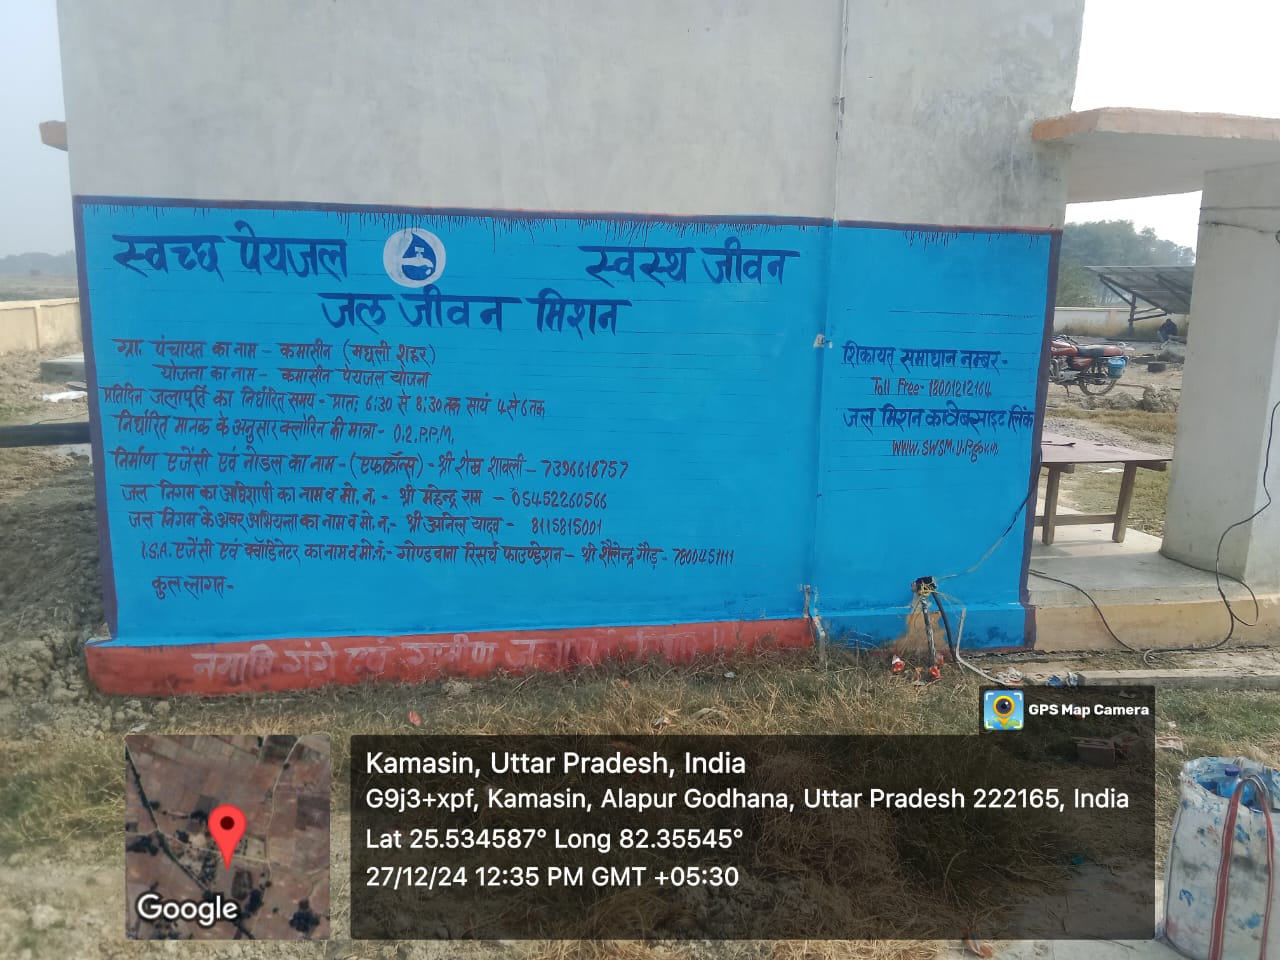 स्वच्छ पेयजल स्वस्थ जीवन
जल जीवन मिशन
ग्रा. पंचायत का नाम - कमासीन (मछली शहर)
योजना का नाम - कमासीन पेयजल योजना
प्रतिदिन जलापूर्ति का निर्धारित समय - प्रातः 6:30 से 8:30 तक सायं 4 से 6 तक
निर्धारित मानक के अनुसार क्लोरिन की मात्रा - 0.2.P.P.M.
निर्माण एजेंसी एवं नोडल का नाम - (एफकॉन्स) - श्री शेख शावली - 7396616757
जल निगम का अधिशाषी का नाम व मो. न. - श्री महेन्द्र राम - 05452260566
जल निगम के अवर अभियन्ता का नाम व मो. न. - श्री अनिल यादव - 8115815001
I.S.A. एजेंसी एवं क्वॉर्डिनेटर का नाम व मो. नं. - गोण्डवाना रिसर्च फाउण्डेशन - श्री शैलेन्द्र गौड़ - 7800451111
कुल लागत -
शिकायत समाधान नम्बर -
Toll Free - 18001212164
जल मिशन का वेबसाइट लिंक
www.swsm.up.gov.in
नमामि गंगे एवं ग्रामीण
GPS Map Camera
Kamasin, Uttar Pradesh, India
G9j3+xpf, Kamasin, Alapur Godhana, Uttar Pradesh 222165, India
Lat 25.534587° Long 82.35545°
27/12/24 12:35 PM GMT +05:30
Google